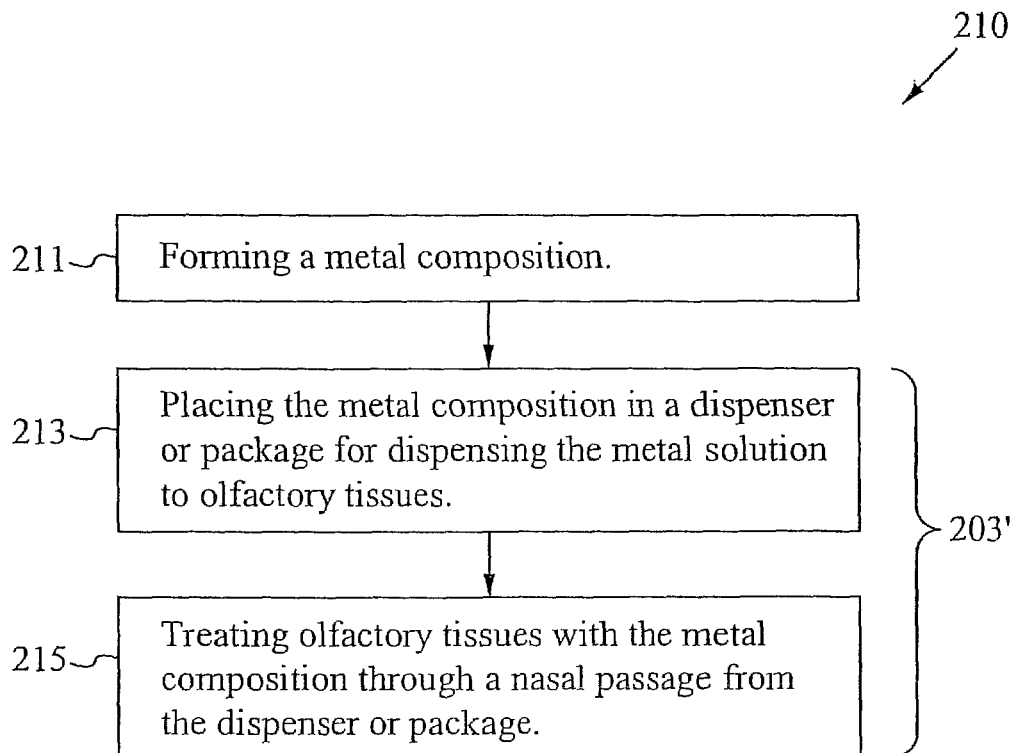 210
211
Forming a metal composition.
213
Placing the metal composition in a dispenser
or package for dispensing the metal solution
to olfactory tissues.
203'
215
Treating olfactory tissues with the metal
composition through a nasal passage from
the dispenser or package.